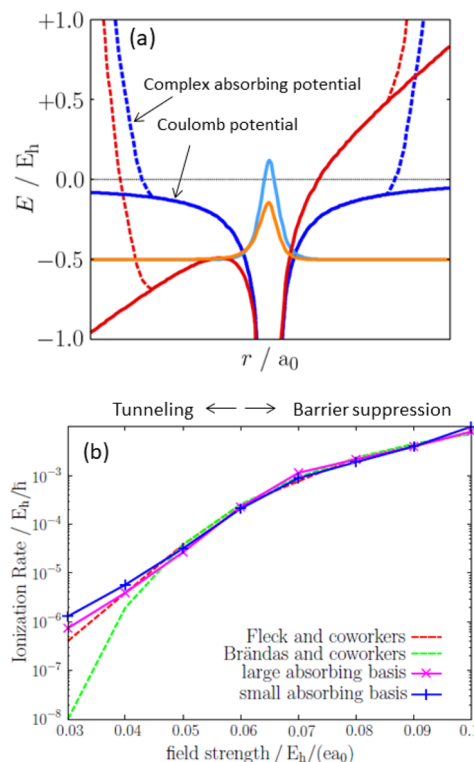 (a)
+1.0
+0.5
0.0
−0.5
−1.0
E / Eₕ
Complex absorbing potential
Coulomb potential
r / a₀
Tunneling ← → Barrier suppression
(b)
10⁻³
10⁻⁴
10⁻⁵
10⁻⁶
10⁻⁷
10⁻⁸
Ionization Rate / Eₕ/ħ
Fleck and coworkers
Brändas and coworkers
large absorbing basis
small absorbing basis
0.03 0.04 0.05 0.06 0.07 0.08 0.09 0.1
field strength / Eₕ/(ea₀)